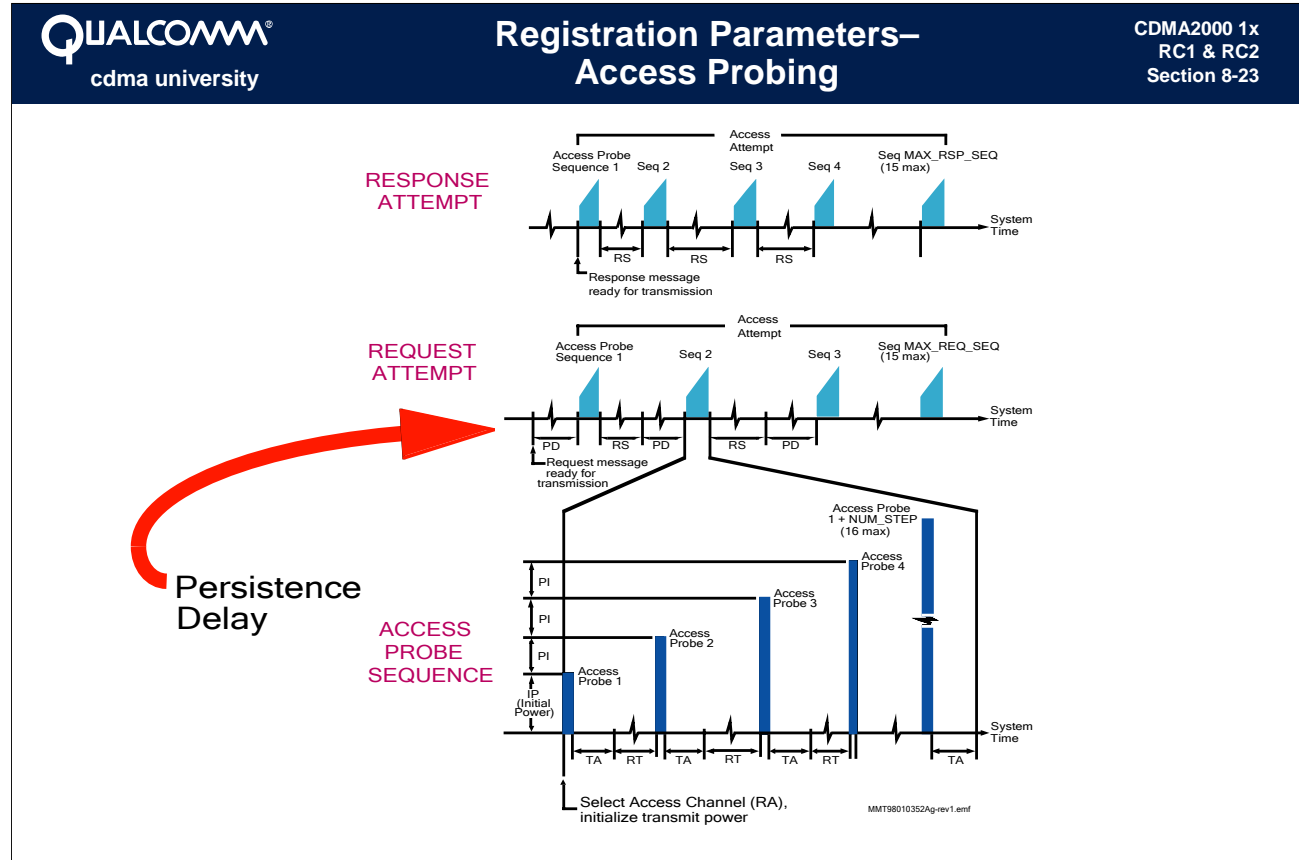 QUALCOMM®
cdma university
Registration Parameters–
Access Probing
CDMA2000 1x
RC1 & RC2
Section 8-23
RESPONSE
ATTEMPT
Access
Attempt
Access Probe
Sequence 1
Seq 2
Seq 3
Seq 4
Seq MAX_RSP_SEQ
(15 max)
System
Time
RS
RS
RS
Response message
ready for transmission
REQUEST
ATTEMPT
Access
Attempt
Access Probe
Sequence 1
Seq 2
Seq 3
Seq MAX_REQ_SEQ
(15 max)
System
Time
PD
RS
PD
RS
PD
Request message
ready for
transmission
Persistence
Delay
ACCESS
PROBE
SEQUENCE
Access Probe
1 + NUM_STEP
(16 max)
Access
Probe 4
PI
Access
Probe 3
PI
Access
Probe 2
PI
Access
Probe 1
IP
(Initial
Power)
System
Time
TA
RT
TA
RT
TA
RT
TA
Select Access Channel (RA),
initialize transmit power
MMT98010352Ag-rev1.emf